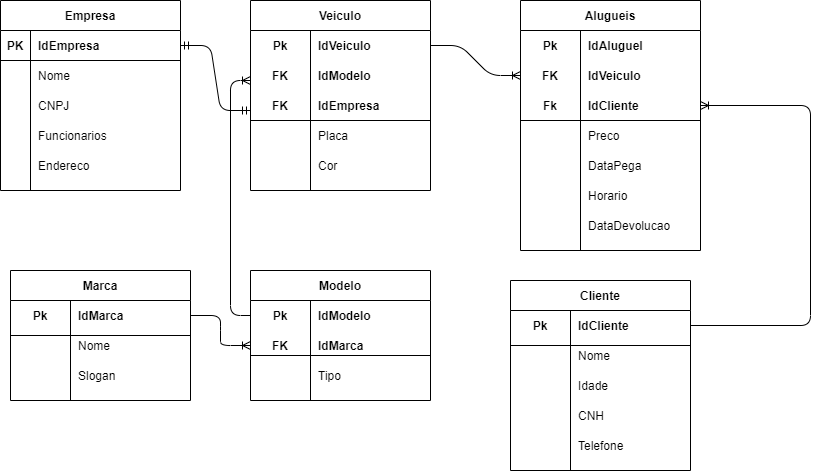 Empresa
PK IdEmpresa
Nome
CNPJ
Funcionarios
Endereco
Veiculo
Pk IdVeiculo
FK IdModelo
FK IdEmpresa
Placa
Cor
Alugueis
Pk IdAluguel
FK IdVeiculo
Fk IdCliente
Preco
DataPega
Horario
DataDevolucao
Marca
Pk IdMarca
Nome
Slogan
Modelo
Pk IdModelo
FK IdMarca
Tipo
Cliente
Pk IdCliente
Nome
Idade
CNH
Telefone